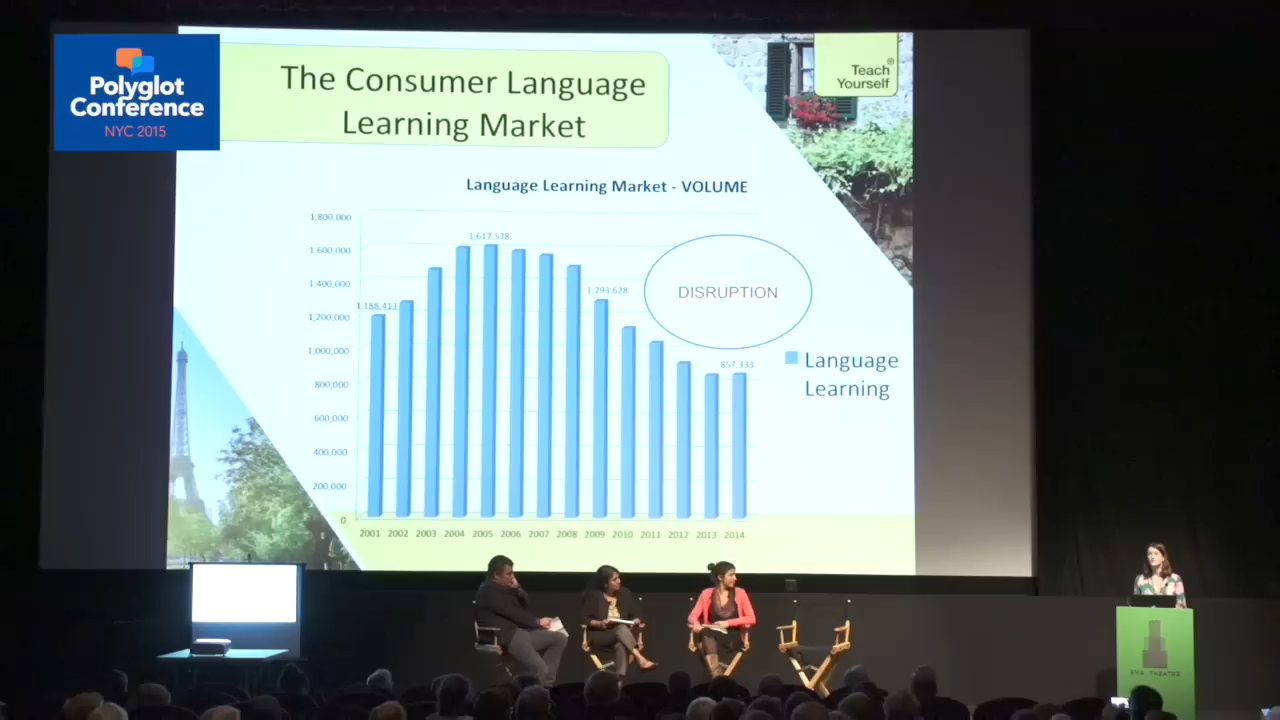 Polyglot
Conference
NYC 2015
The Consumer Language
Learning Market
Teach
Yourself®
Language Learning Market - VOLUME
1,800,000
1,600,000
1,400,000
1,200,000
1,000,000
800,000
600,000
400,000
200,000
0
1,188,413
1,617,578
1,293,628
857,333
DISRUPTION
Language
Learning
2001 2002 2003 2004 2005 2006 2007 2008 2009 2010 2011 2012 2013 2014
SVA THEATRE